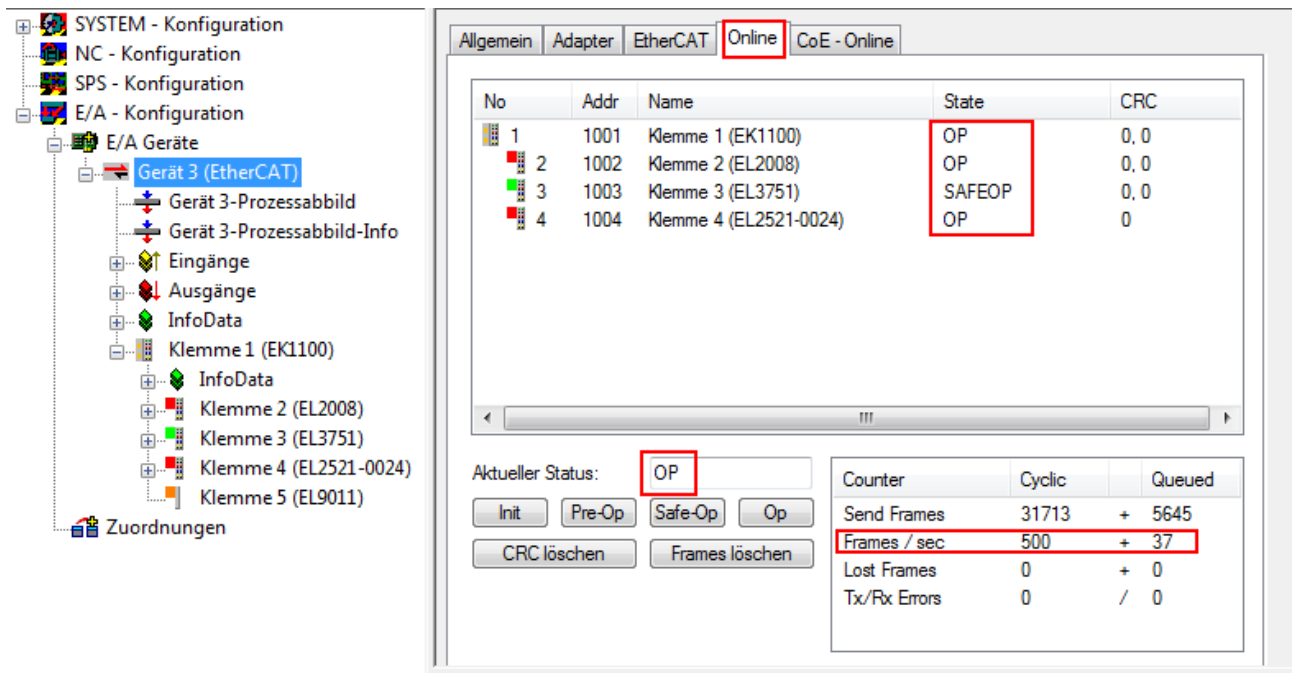 SYSTEM - Konfiguration
NC - Konfiguration
SPS - Konfiguration
E/A - Konfiguration
E/A Geräte
Gerät 3 (EtherCAT)
Gerät 3-Prozessabbild
Gerät 3-Prozessabbild-Info
Eingänge
Ausgänge
InfoData
Klemme 1 (EK1100)
InfoData
Klemme 2 (EL2008)
Klemme 3 (EL3751)
Klemme 4 (EL2521-0024)
Klemme 5 (EL9011)
Zuordnungen
Allgemein Adapter EtherCAT Online CoE - Online
No Addr Name State CRC
1 1001 Klemme 1 (EK1100) OP 0, 0
2 1002 Klemme 2 (EL2008) OP 0, 0
3 1003 Klemme 3 (EL3751) SAFEOP 0, 0
4 1004 Klemme 4 (EL2521-0024) OP 0
Aktueller Status: OP
Init Pre-Op Safe-Op Op
CRC löschen Frames löschen
Counter Cyclic Queued
Send Frames 31713 + 5645
Frames / sec 500 + 37
Lost Frames 0 + 0
Tx/Rx Errors 0 / 0